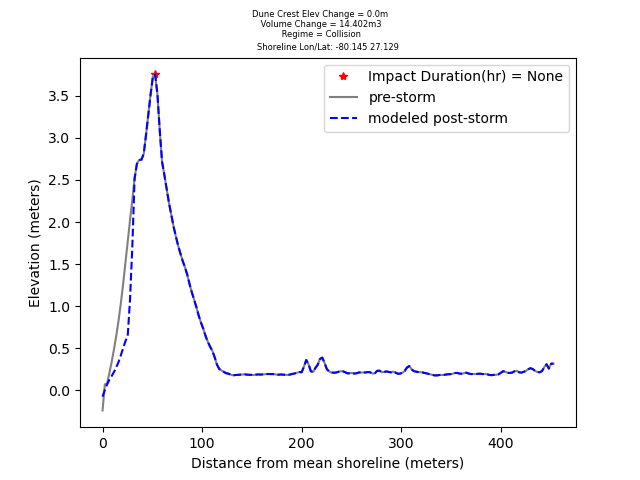 Dune Crest Elev Change = 0.0m
Volume Change = 14.402m3
Regime = Collision
Shoreline Lon/Lat: -80.145 27.129
Impact Duration(hr) = None
pre-storm
modeled post-storm
Elevation (meters)
3.5
3.0
2.5
2.0
1.5
1.0
0.5
0.0
0 100 200 300 400
Distance from mean shoreline (meters)